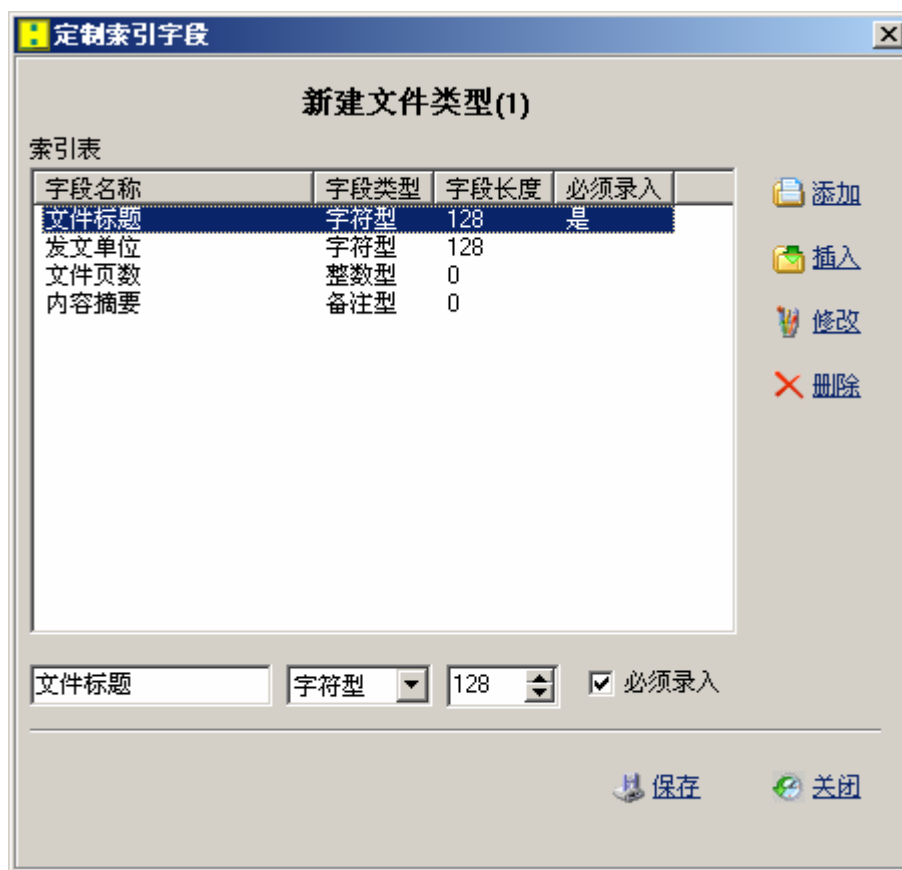 定制索引字段
新建文件类型(1)
索引表
字段名称 字段类型 字段长度 必须录入
文件标题 字符型 128 是
发文单位 字符型 128
文件页数 整数型 0
内容摘要 备注型 0
添加
插入
修改
删除
文件标题 字符型 128 必须录入
保存 关闭